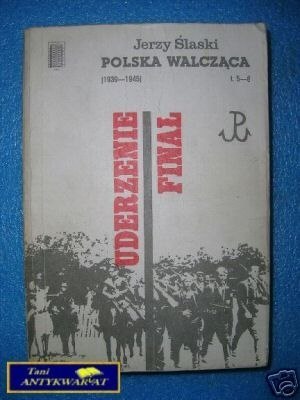 Jerzy Ślaski
POLSKA WALCZĄCA
(1939—1945) t. 5—6
UDERZENIE
FINAŁ
Tani
ANTYKWARIAT